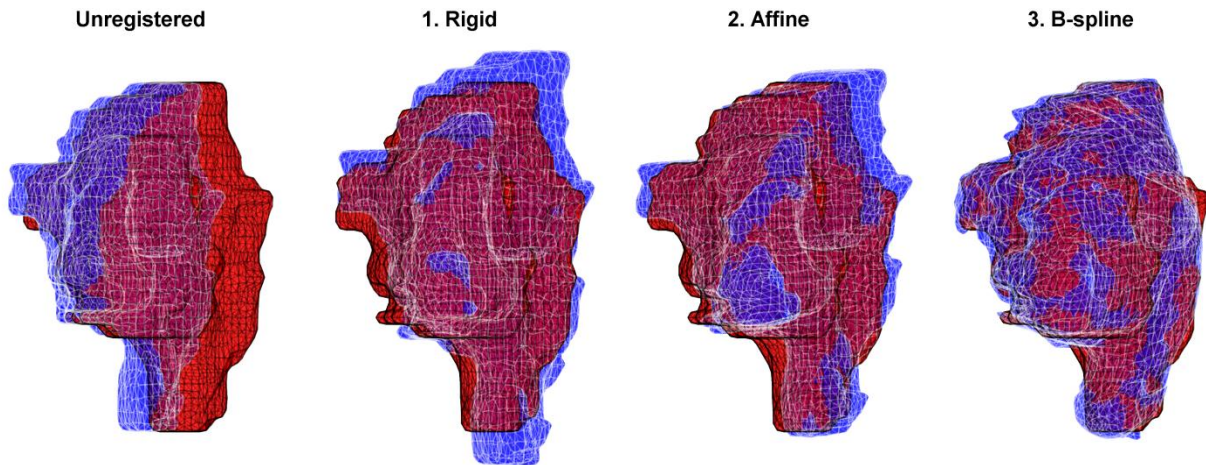 Unregistered 1. Rigid 2. Affine 3. B-spline